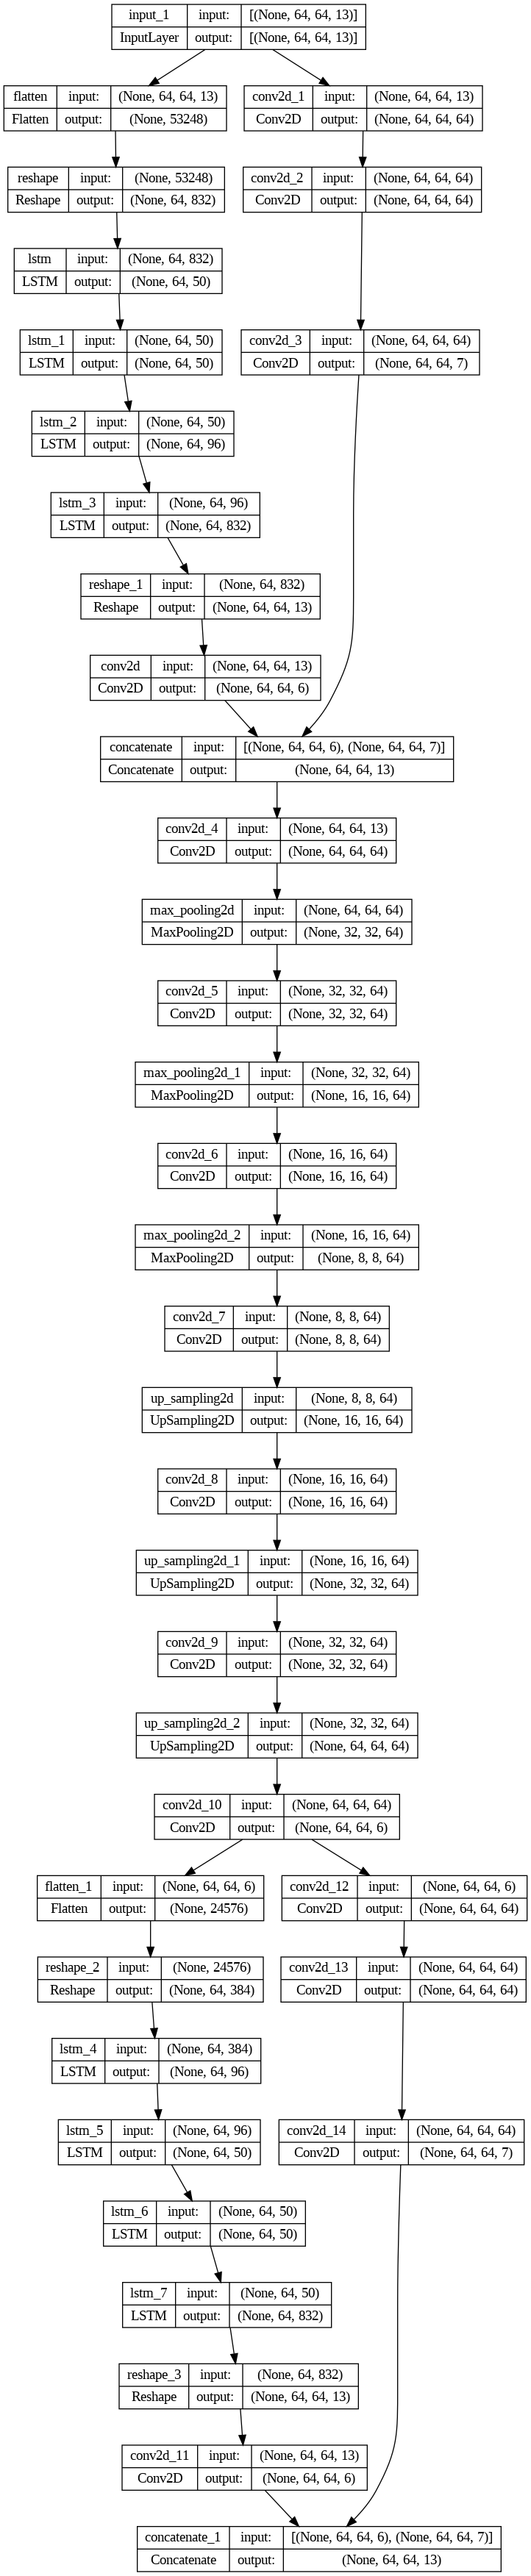 input_1 input: [(None, 64, 64, 13)]
InputLayer output: [(None, 64, 64, 13)]
flatten input: (None, 64, 64, 13)
Flatten output: (None, 53248)
conv2d_1 input: (None, 64, 64, 13)
Conv2D output: (None, 64, 64, 64)
reshape input: (None, 53248)
Reshape output: (None, 64, 832)
conv2d_2 input: (None, 64, 64, 64)
Conv2D output: (None, 64, 64, 64)
lstm input: (None, 64, 832)
LSTM output: (None, 64, 50)
lstm_1 input: (None, 64, 50)
LSTM output: (None, 64, 50)
conv2d_3 input: (None, 64, 64, 64)
Conv2D output: (None, 64, 64, 7)
lstm_2 input: (None, 64, 50)
LSTM output: (None, 64, 96)
lstm_3 input: (None, 64, 96)
LSTM output: (None, 64, 832)
reshape_1 input: (None, 64, 832)
Reshape output: (None, 64, 64, 13)
conv2d input: (None, 64, 64, 13)
Conv2D output: (None, 64, 64, 6)
concatenate input: [(None, 64, 64, 6), (None, 64, 64, 7)]
Concatenate output: (None, 64, 64, 13)
conv2d_4 input: (None, 64, 64, 13)
Conv2D output: (None, 64, 64, 64)
max_pooling2d input: (None, 64, 64, 64)
MaxPooling2D output: (None, 32, 32, 64)
conv2d_5 input: (None, 32, 32, 64)
Conv2D output: (None, 32, 32, 64)
max_pooling2d_1 input: (None, 32, 32, 64)
MaxPooling2D output: (None, 16, 16, 64)
conv2d_6 input: (None, 16, 16, 64)
Conv2D output: (None, 16, 16, 64)
max_pooling2d_2 input: (None, 16, 16, 64)
MaxPooling2D output: (None, 8, 8, 64)
conv2d_7 input: (None, 8, 8, 64)
Conv2D output: (None, 8, 8, 64)
up_sampling2d input: (None, 8, 8, 64)
UpSampling2D output: (None, 16, 16, 64)
conv2d_8 input: (None, 16, 16, 64)
Conv2D output: (None, 16, 16, 64)
up_sampling2d_1 input: (None, 16, 16, 64)
UpSampling2D output: (None, 32, 32, 64)
conv2d_9 input: (None, 32, 32, 64)
Conv2D output: (None, 32, 32, 64)
up_sampling2d_2 input: (None, 32, 32, 64)
UpSampling2D output: (None, 64, 64, 64)
conv2d_10 input: (None, 64, 64, 64)
Conv2D output: (None, 64, 64, 6)
flatten_1 input: (None, 64, 64, 6)
Flatten output: (None, 24576)
conv2d_12 input: (None, 64, 64, 6)
Conv2D output: (None, 64, 64, 64)
reshape_2 input: (None, 24576)
Reshape output: (None, 64, 384)
conv2d_13 input: (None, 64, 64, 64)
Conv2D output: (None, 64, 64, 64)
lstm_4 input: (None, 64, 384)
LSTM output: (None, 64, 96)
lstm_5 input: (None, 64, 96)
LSTM output: (None, 64, 50)
conv2d_14 input: (None, 64, 64, 64)
Conv2D output: (None, 64, 64, 7)
lstm_6 input: (None, 64, 50)
LSTM output: (None, 64, 50)
lstm_7 input: (None, 64, 50)
LSTM output: (None, 64, 832)
reshape_3 input: (None, 64, 832)
Reshape output: (None, 64, 64, 13)
conv2d_11 input: (None, 64, 64, 13)
Conv2D output: (None, 64, 64, 6)
concatenate_1 input: [(None, 64, 64, 6), (None, 64, 64, 7)]
Concatenate output: (None, 64, 64, 13)